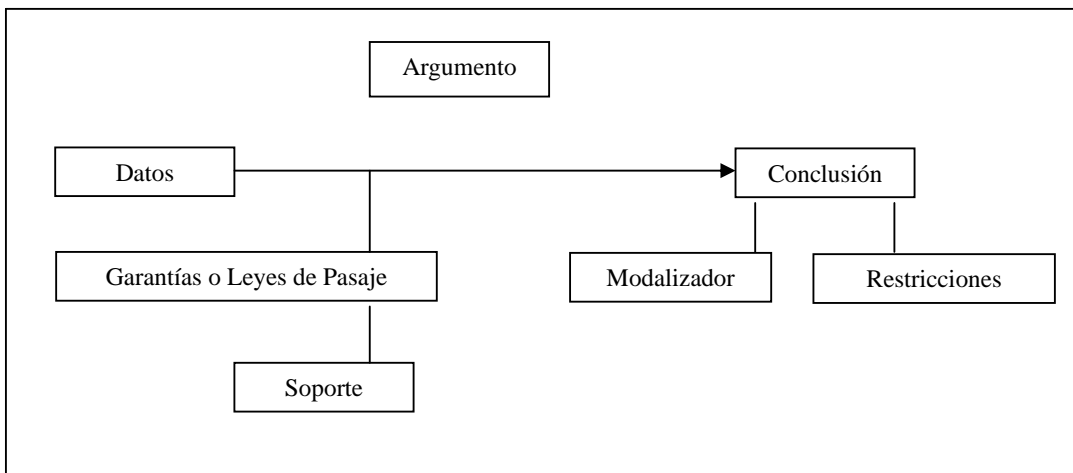 Argumento
Datos
Conclusión
Garantías o Leyes de Pasaje
Modalizador
Restricciones
Soporte